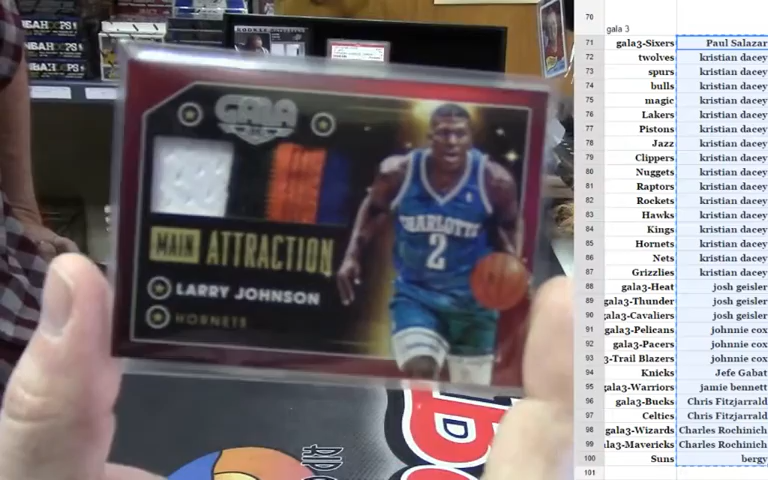 GALA
MAIN ATTRACTION
LARRY JOHNSON
HORNETS
CHARLOTTE
2
NBA HOOPS
RIP
70
gala 3
71 gala3-Sixers Paul Salazar
72 twolves kristian dacey
73 spurs kristian dacey
74 bulls kristian dacey
75 magic kristian dacey
76 Lakers kristian dacey
77 Pistons kristian dacey
78 Jazz kristian dacey
79 Clippers kristian dacey
80 Nuggets kristian dacey
81 Raptors kristian dacey
82 Rockets kristian dacey
83 Hawks kristian dacey
84 Kings kristian dacey
85 Hornets kristian dacey
86 Nets kristian dacey
87 Grizzlies kristian dacey
88 gala3-Heat josh geisler
89 gala3-Thunder josh geisler
90 gala3-Cavaliers josh geisler
91 gala3-Pelicans johnnie cox
92 gala3-Pacers johnnie cox
93 3-Trail Blazers johnnie cox
94 Knicks Jefe Gabat
95 gala3-Warriors jamie bennett
96 gala3-Bucks Chris Fitzjarrald
97 Celtics Chris Fitzjarrald
98 gala3-Wizards Charles Rochinich
99 gala3-Mavericks Charles Rochinich
100 Suns bergy
101